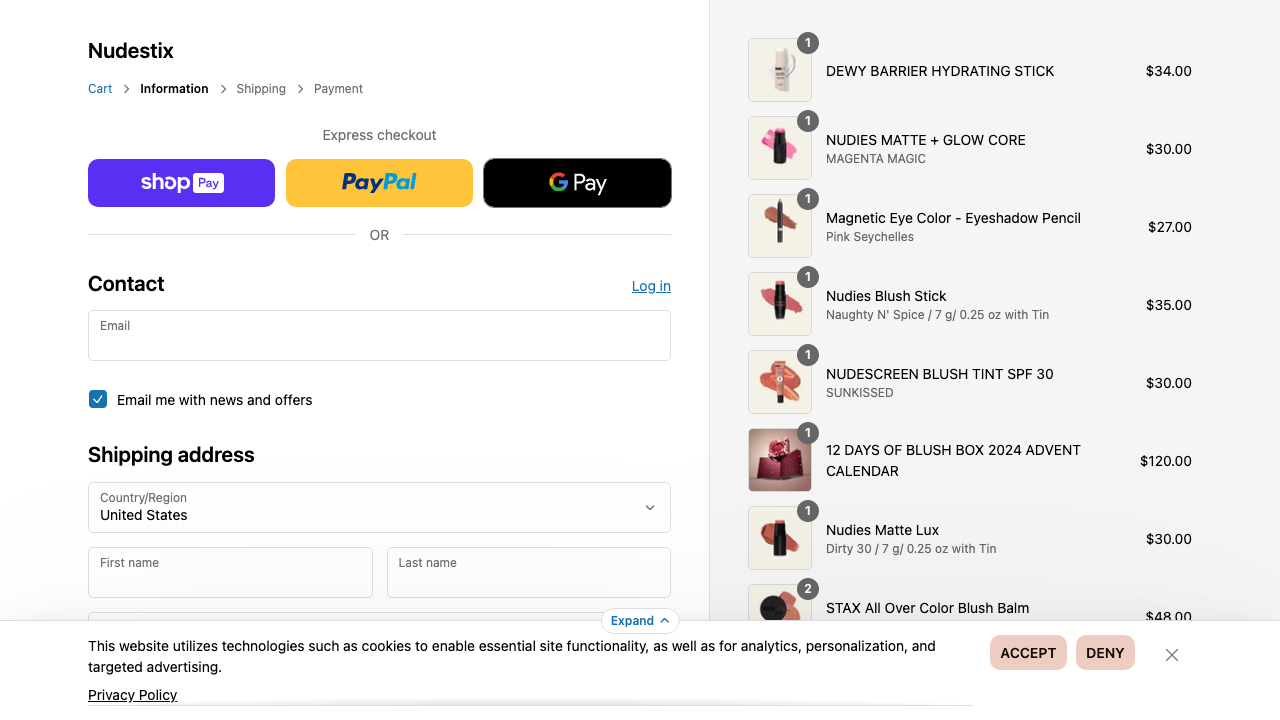 Nudestix
Cart > Information > Shipping > Payment
Express checkout
shop Pay
PayPal
G Pay
OR
Contact
Log in
Email
Email me with news and offers
Shipping address
Country/Region
United States
First name
Last name
1
DEWY BARRIER HYDRATING STICK
$34.00
1
NUDIES MATTE + GLOW CORE
MAGENTA MAGIC
$30.00
1
Magnetic Eye Color - Eyeshadow Pencil
Pink Seychelles
$27.00
1
Nudies Blush Stick
Naughty N' Spice / 7 g/ 0.25 oz with Tin
$35.00
1
NUDESCREEN BLUSH TINT SPF 30
SUNKISSED
$30.00
1
12 DAYS OF BLUSH BOX 2024 ADVENT
CALENDAR
$120.00
1
Nudies Matte Lux
Dirty 30 / 7 g/ 0.25 oz with Tin
$30.00
2
STAX All Over Color Blush Balm
$48.00
Expand
This website utilizes technologies such as cookies to enable essential site functionality, as well as for analytics, personalization, and
targeted advertising.
Privacy Policy
ACCEPT
DENY